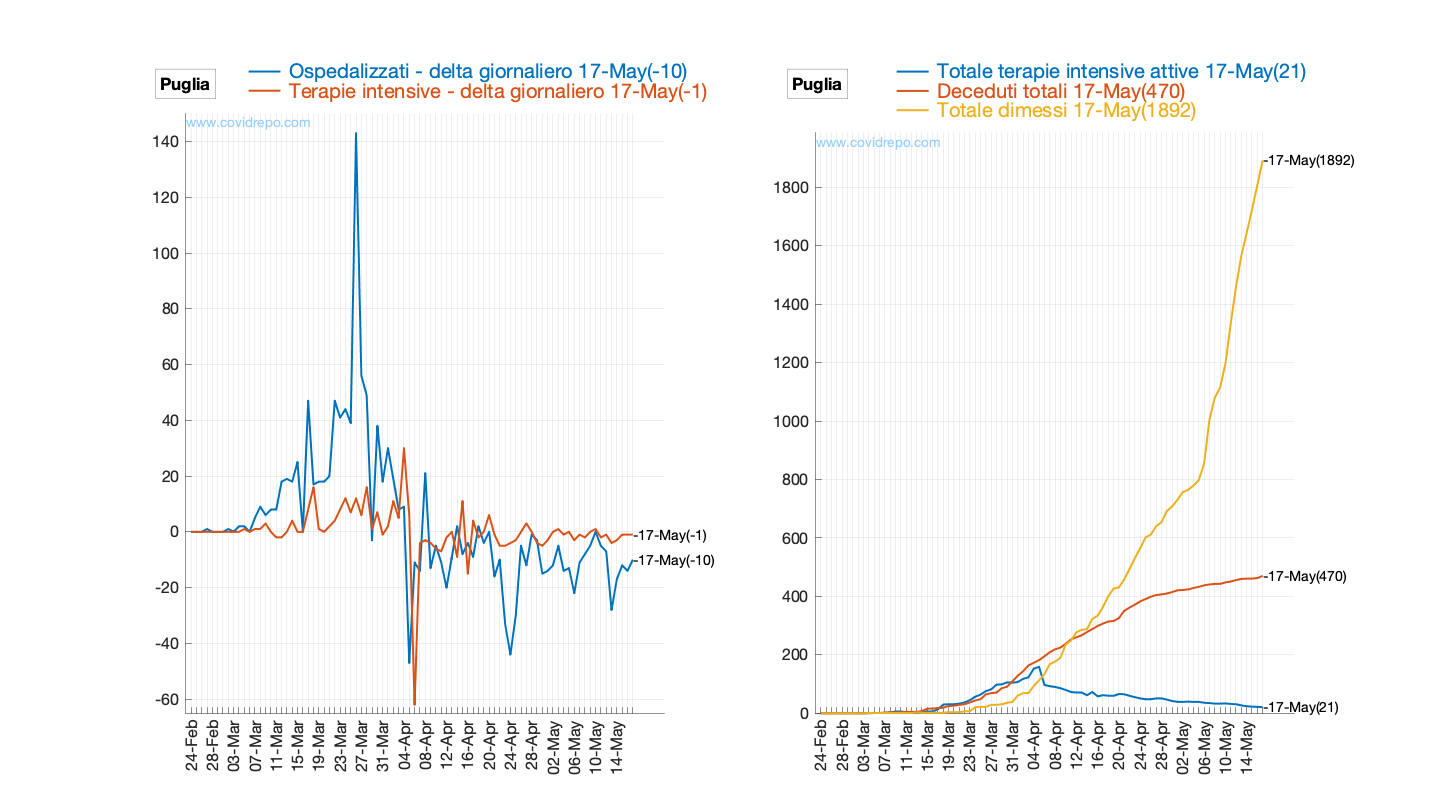 Puglia
Ospedalizzati - delta giornaliero 17-May(-10)
Terapie intensive - delta giornaliero 17-May(-1)
www.covidrepo.com
140
120
100
80
60
40
20
0
-20
-40
-60
-17-May(-1)
-17-May(-10)
24-Feb
28-Feb
03-Mar
07-Mar
11-Mar
15-Mar
19-Mar
23-Mar
27-Mar
31-Mar
04-Apr
08-Apr
12-Apr
16-Apr
20-Apr
24-Apr
28-Apr
02-May
06-May
10-May
14-May
Puglia
Totale terapie intensive attive 17-May(21)
Deceduti totali 17-May(470)
Totale dimessi 17-May(1892)
www.covidrepo.com
1800
1600
1400
1200
1000
800
600
400
200
0
-17-May(1892)
-17-May(470)
-17-May(21)
24-Feb
28-Feb
03-Mar
07-Mar
11-Mar
15-Mar
19-Mar
23-Mar
27-Mar
31-Mar
04-Apr
08-Apr
12-Apr
16-Apr
20-Apr
24-Apr
28-Apr
02-May
06-May
10-May
14-May